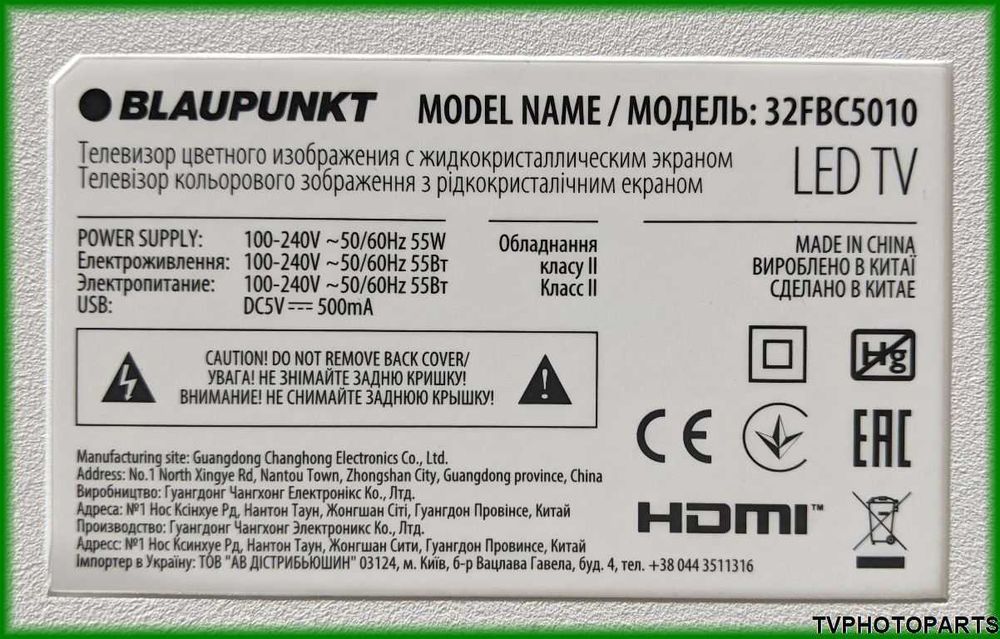 BLAUPUNKT MODEL NAME / МОДЕЛЬ: 32FBC5010
Телевизор цветного изображения с жидкокристаллическим экраном
Телевізор кольорового зображення з рідкокристалічним екраном
LED TV
POWER SUPPLY: 100-240V ~50/60Hz 55W
Електроживлення: 100-240V ~50/60Hz 55Вт
Электропитание: 100-240V ~50/60Hz 55Вт
USB: DC5V 500mA
Обладнання
класу II
Класс II
MADE IN CHINA
ВИРОБЛЕНО В КИТАЇ
СДЕЛАНО В КИТАЕ
CAUTION! DO NOT REMOVE BACK COVER/
УВАГА! НЕ ЗНІМАЙТЕ ЗАДНЮ КРИШКУ!
ВНИМАНИЕ! НЕ СНИМАЙТЕ ЗАДНЮЮ КРЫШКУ!
Hg
CE
EAC
HDMI™
Manufacturing site: Guangdong Changhong Electronics Co., Ltd.
Address: No.1 North Xingye Rd, Nantou Town, Zhongshan City, Guangdong province, China
Виробництво: Гуангдонг Чангхонг Електронікс Ко., Лтд.
Адреса: №1 Нос Ксінхуе Рд, Нантон Таун, Жонгшан Сіті, Гуангдон Провінсе, Китай
Производство: Гуангдонг Чангхонг Электроникс Ко., Лтд.
Адресс: №1 Нос Ксинхуе Рд, Нантон Таун, Жонгшан Сити, Гуангдон Провинсе, Китай
Імпортер в Україну: ТОВ "АВ ДІСТРИБЬЮШИН" 03124, м. Київ, б-р Вацлава Гавела, буд. 4, тел. +38 044 3511316
TVPHOTOPARTS